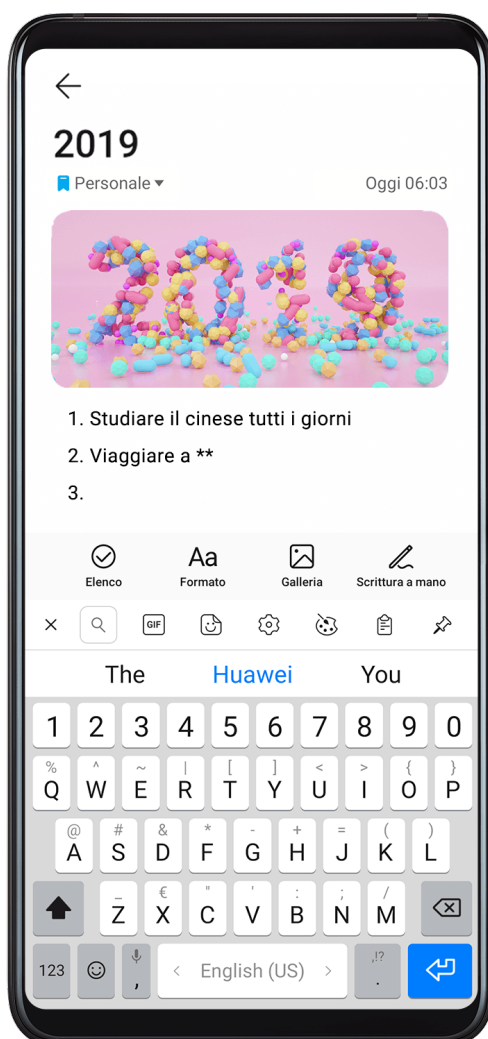 2019
Personale Oggi 06:03
2019
1. Studiare il cinese tutti i giorni
2. Viaggiare a **
3.
Elenco Aa Formato Galleria Scrittura a mano
GIF
The Huawei You
1 2 3 4 5 6 7 8 9 0
% ^ ~ | [ ] < > { }
Q W E R T Y U I O P
@ # & * - + = ( )
A S D F G H J K L
_ € " ' : ; /
Z X C V B N M
123 , < English (US) > ,!? .